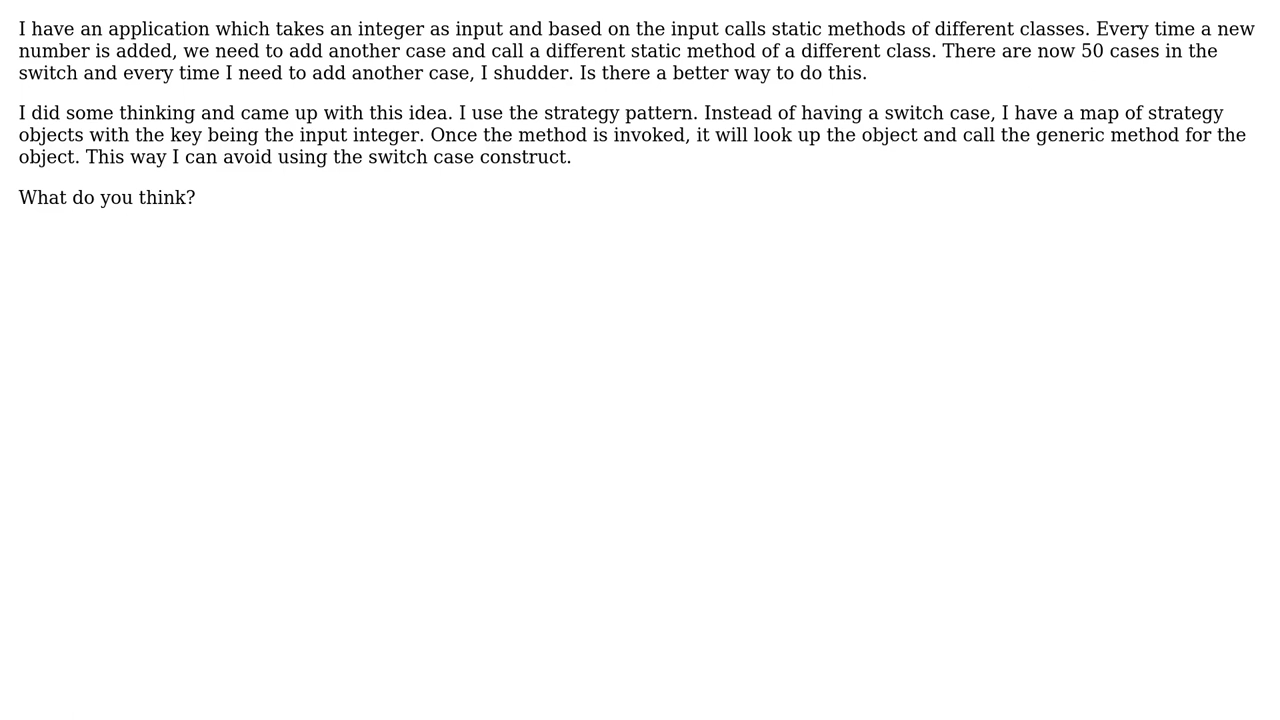 I have an application which takes an integer as input and based on the input calls static methods of different classes. Every time a new
number is added, we need to add another case and call a different static method of a different class. There are now 50 cases in the
switch and every time I need to add another case, I shudder. Is there a better way to do this.
I did some thinking and came up with this idea. I use the strategy pattern. Instead of having a switch case, I have a map of strategy
objects with the key being the input integer. Once the method is invoked, it will look up the object and call the generic method for the
object. This way I can avoid using the switch case construct.
What do you think?